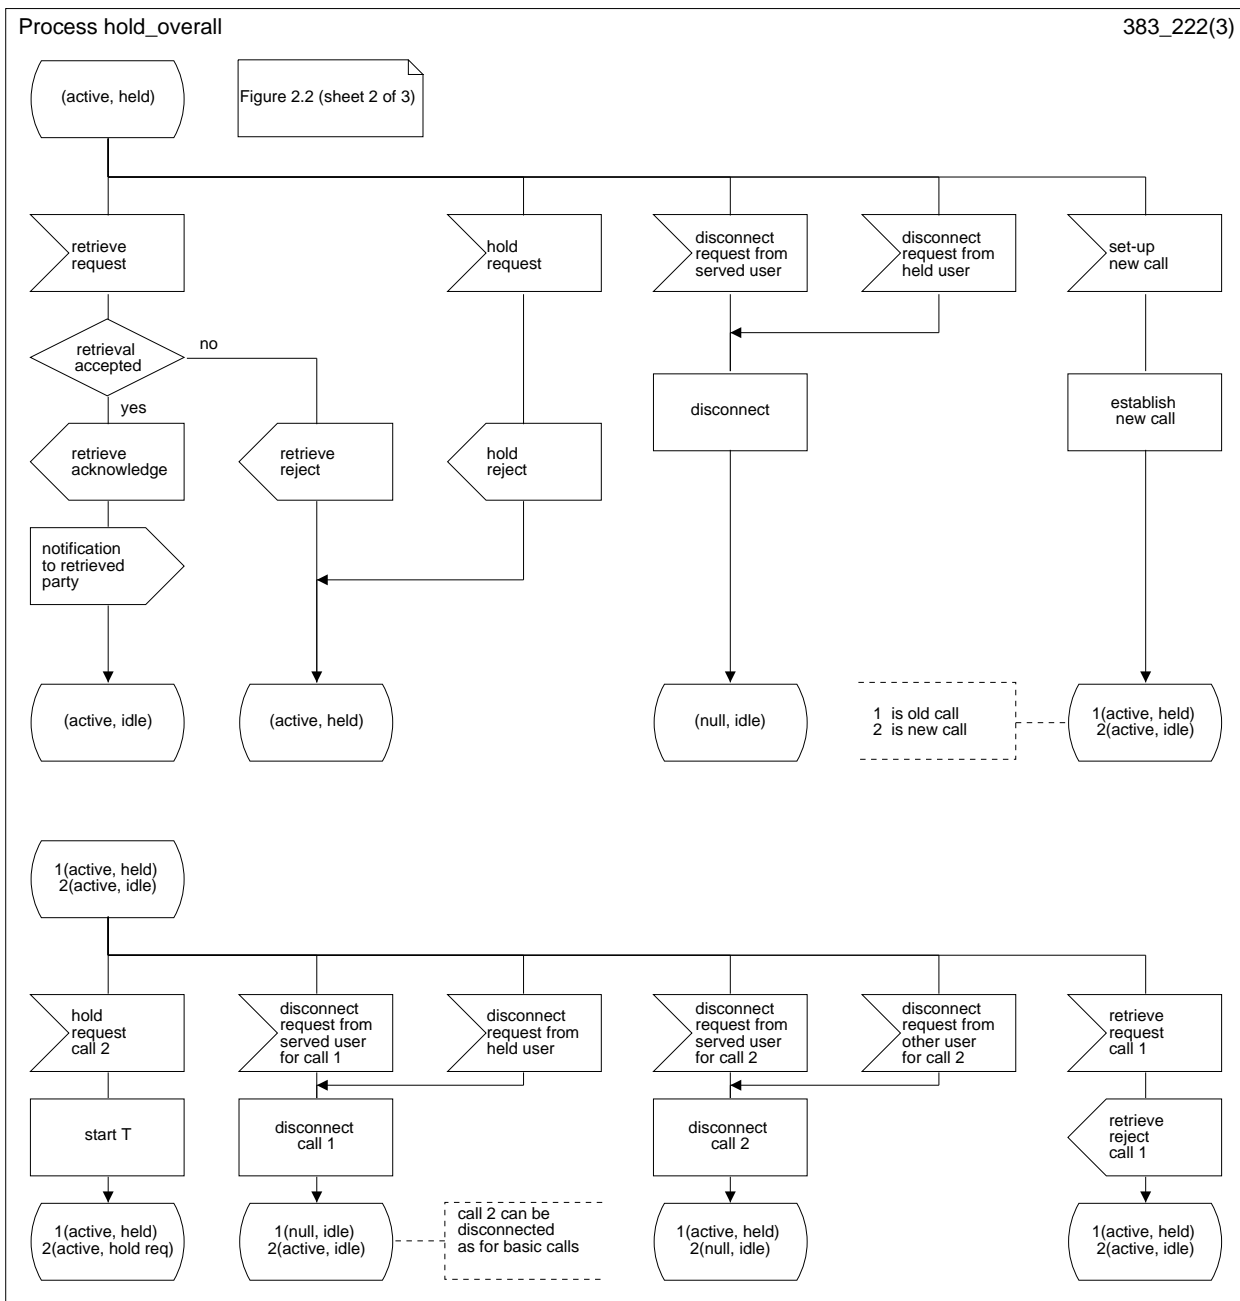 Process hold_overall
383_222(3)
(active, held)
Figure 2.2 (sheet 2 of 3)
retrieve
request
hold
request
disconnect
request from
served user
disconnect
request from
held user
set-up
new call
retrieval
accepted
no
yes
disconnect
establish
new call
retrieve
acknowledge
retrieve
reject
hold
reject
notification
to retrieved
party
(active, idle)
(active, held)
(null, idle)
1 is old call
2 is new call
1(active, held)
2(active, idle)
1(active, held)
2(active, idle)
hold
request
call 2
disconnect
request from
served user
for call 1
disconnect
request from
held user
disconnect
request from
served user
for call 2
disconnect
request from
other user
for call 2
retrieve
request
call 1
start T
disconnect
call 1
disconnect
call 2
retrieve
reject
call 1
1(active, held)
2(active, hold req)
1(null, idle)
2(active, idle)
call 2 can be
disconnected
as for basic calls
1(active, held)
2(null, idle)
1(active, held)
2(active, idle)